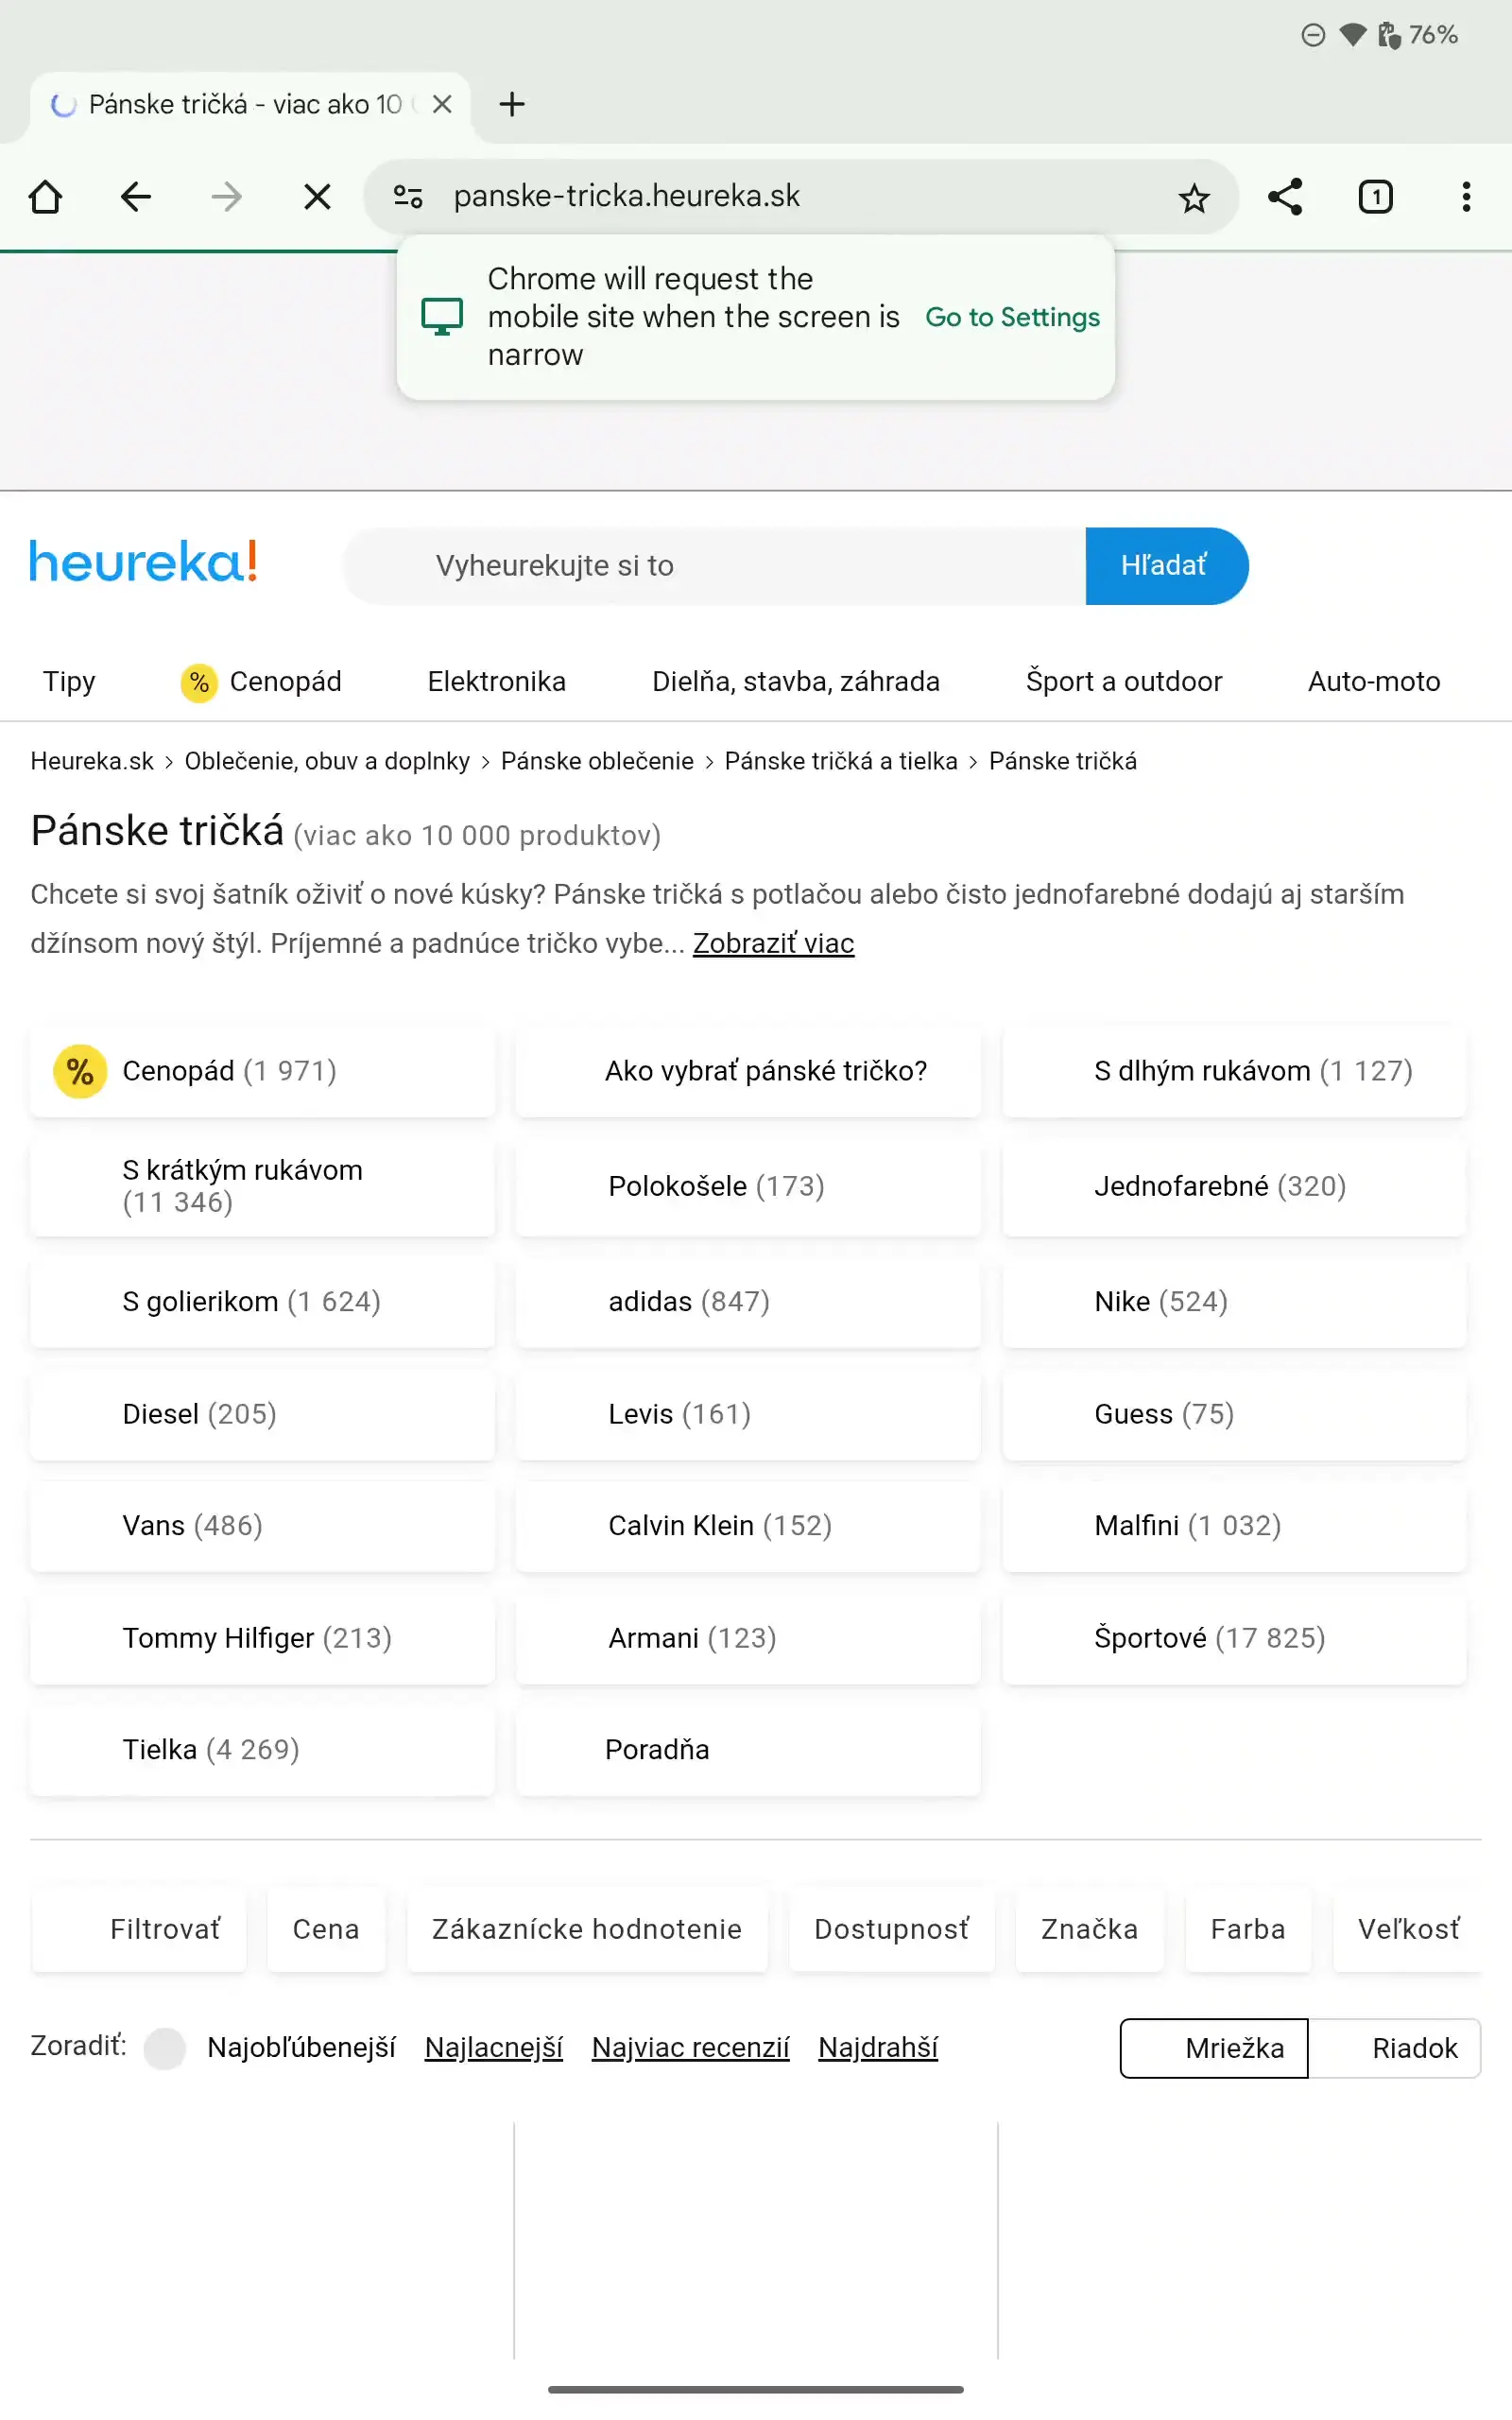 76%
Pánske tričká - viac ako 10
panske-tricka.heureka.sk
1
Chrome will request the
mobile site when the screen is
narrow
Go to Settings
heureka!
Vyheurekujte si to
Hľadať
Tipy
% Cenopád
Elektronika
Dielňa, stavba, záhrada
Šport a outdoor
Auto-moto
Heureka.sk > Oblečenie, obuv a doplnky > Pánske oblečenie > Pánske tričká a tielka > Pánske tričká
Pánske tričká (viac ako 10 000 produktov)
Chcete si svoj šatník oživiť o nové kúsky? Pánske tričká s potlačou alebo čisto jednofarebné dodajú aj starším
džínsom nový štýl. Príjemné a padnúce tričko vybe... Zobraziť viac
% Cenopád (1 971)
Ako vybrať pánské tričko?
S dlhým rukávom (1 127)
S krátkým rukávom
(11 346)
Polokošele (173)
Jednofarebné (320)
S golierikom (1 624)
adidas (847)
Nike (524)
Diesel (205)
Levis (161)
Guess (75)
Vans (486)
Calvin Klein (152)
Malfini (1 032)
Tommy Hilfiger (213)
Armani (123)
Športové (17 825)
Tielka (4 269)
Poradňa
Filtrovať
Cena
Zákaznícke hodnotenie
Dostupnosť
Značka
Farba
Veľkosť
Zoradiť:
Najobľúbenejší
Najlacnejší
Najviac recenzií
Najdrahší
Mriežka
Riadok